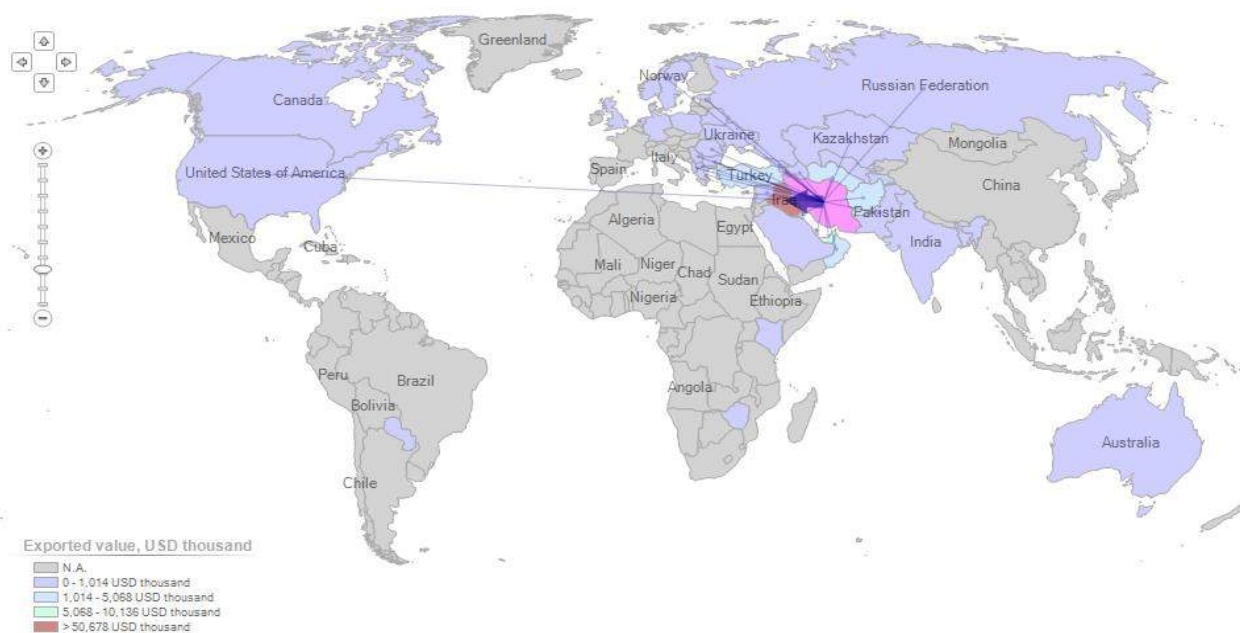 Greenland
Norway
Canada
Russian Federation
Ukraine
Kazakhstan
Mongolia
Italy
United States of America
Spain
Turkey
China
Iraq
Pakistan
Algeria
Egypt
Mexico
India
Cuba
Mali
Niger
Chad
Sudan
Nigeria
Ethiopia
Peru
Brazil
Angola
Bolivia
Australia
Chile
Exported value, USD thousand
N.A.
0 - 1,014 USD thousand
1,014 - 5,068 USD thousand
5,068 - 10,136 USD thousand
> 50,678 USD thousand